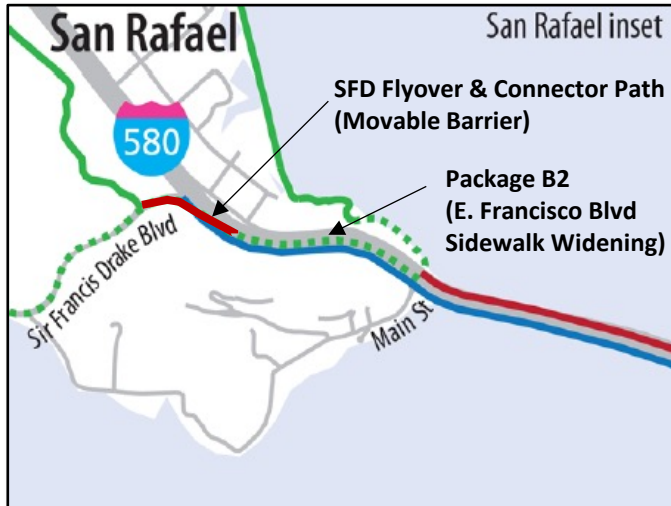 San Rafael
San Rafael inset
SFD Flyover & Connector Path
(Movable Barrier)
580
Package B2
(E. Francisco Blvd
Sidewalk Widening)
Sir Francis Drake Blvd
Main St